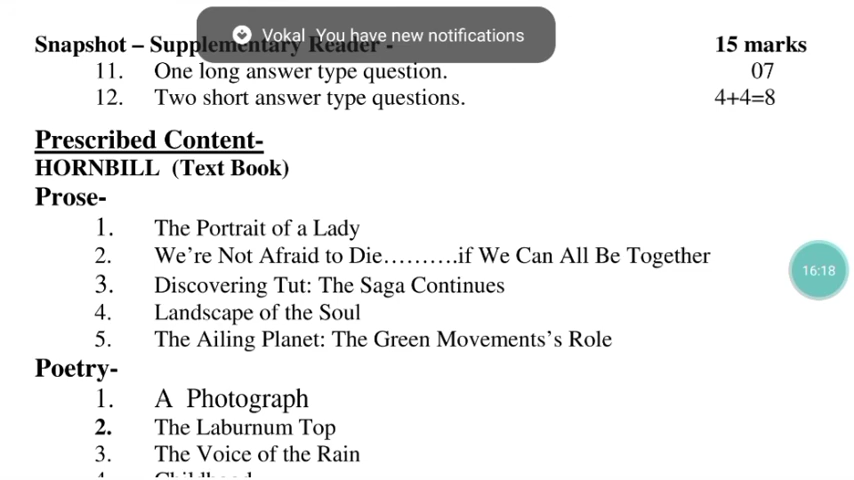 Vokal You have new notifications
Snapshot – Supplementary Reader - 15 marks
11. One long answer type question. 07
12. Two short answer type questions. 4+4=8
Prescribed Content-
HORNBILL (Text Book)
Prose-
1. The Portrait of a Lady
2. We're Not Afraid to Die……….if We Can All Be Together
3. Discovering Tut: The Saga Continues
16:18
4. Landscape of the Soul
5. The Ailing Planet: The Green Movements's Role
Poetry-
1. A Photograph
2. The Laburnum Top
3. The Voice of the Rain